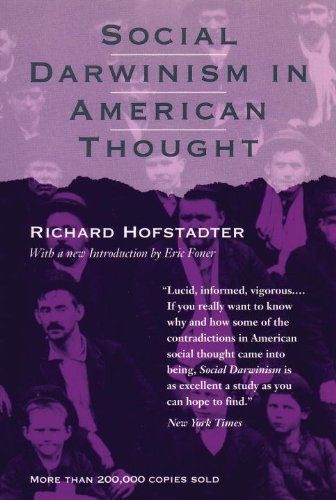 SOCIAL
DARWINISM IN
AMERICAN
THOUGHT
RICHARD HOFSTADTER
With a new Introduction by Eric Foner
“Lucid, informed, vigorous....
If you really want to know
why and how some of the
contradictions in American
social thought came into
being, Social Darwinism is
as excellent a study as you
can hope to find.”
New York Times
MORE THAN 200,000 COPIES SOLD